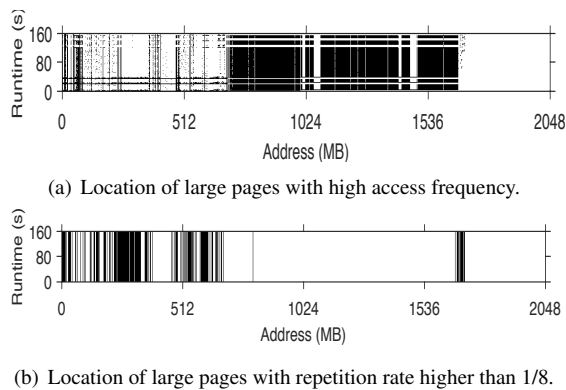 Runtime (s)
160
80
0
0 512 1024 1536 2048
Address (MB)
(a) Location of large pages with high access frequency.
Runtime (s)
160
80
0
0 512 1024 1536 2048
Address (MB)
(b) Location of large pages with repetition rate higher than 1/8.